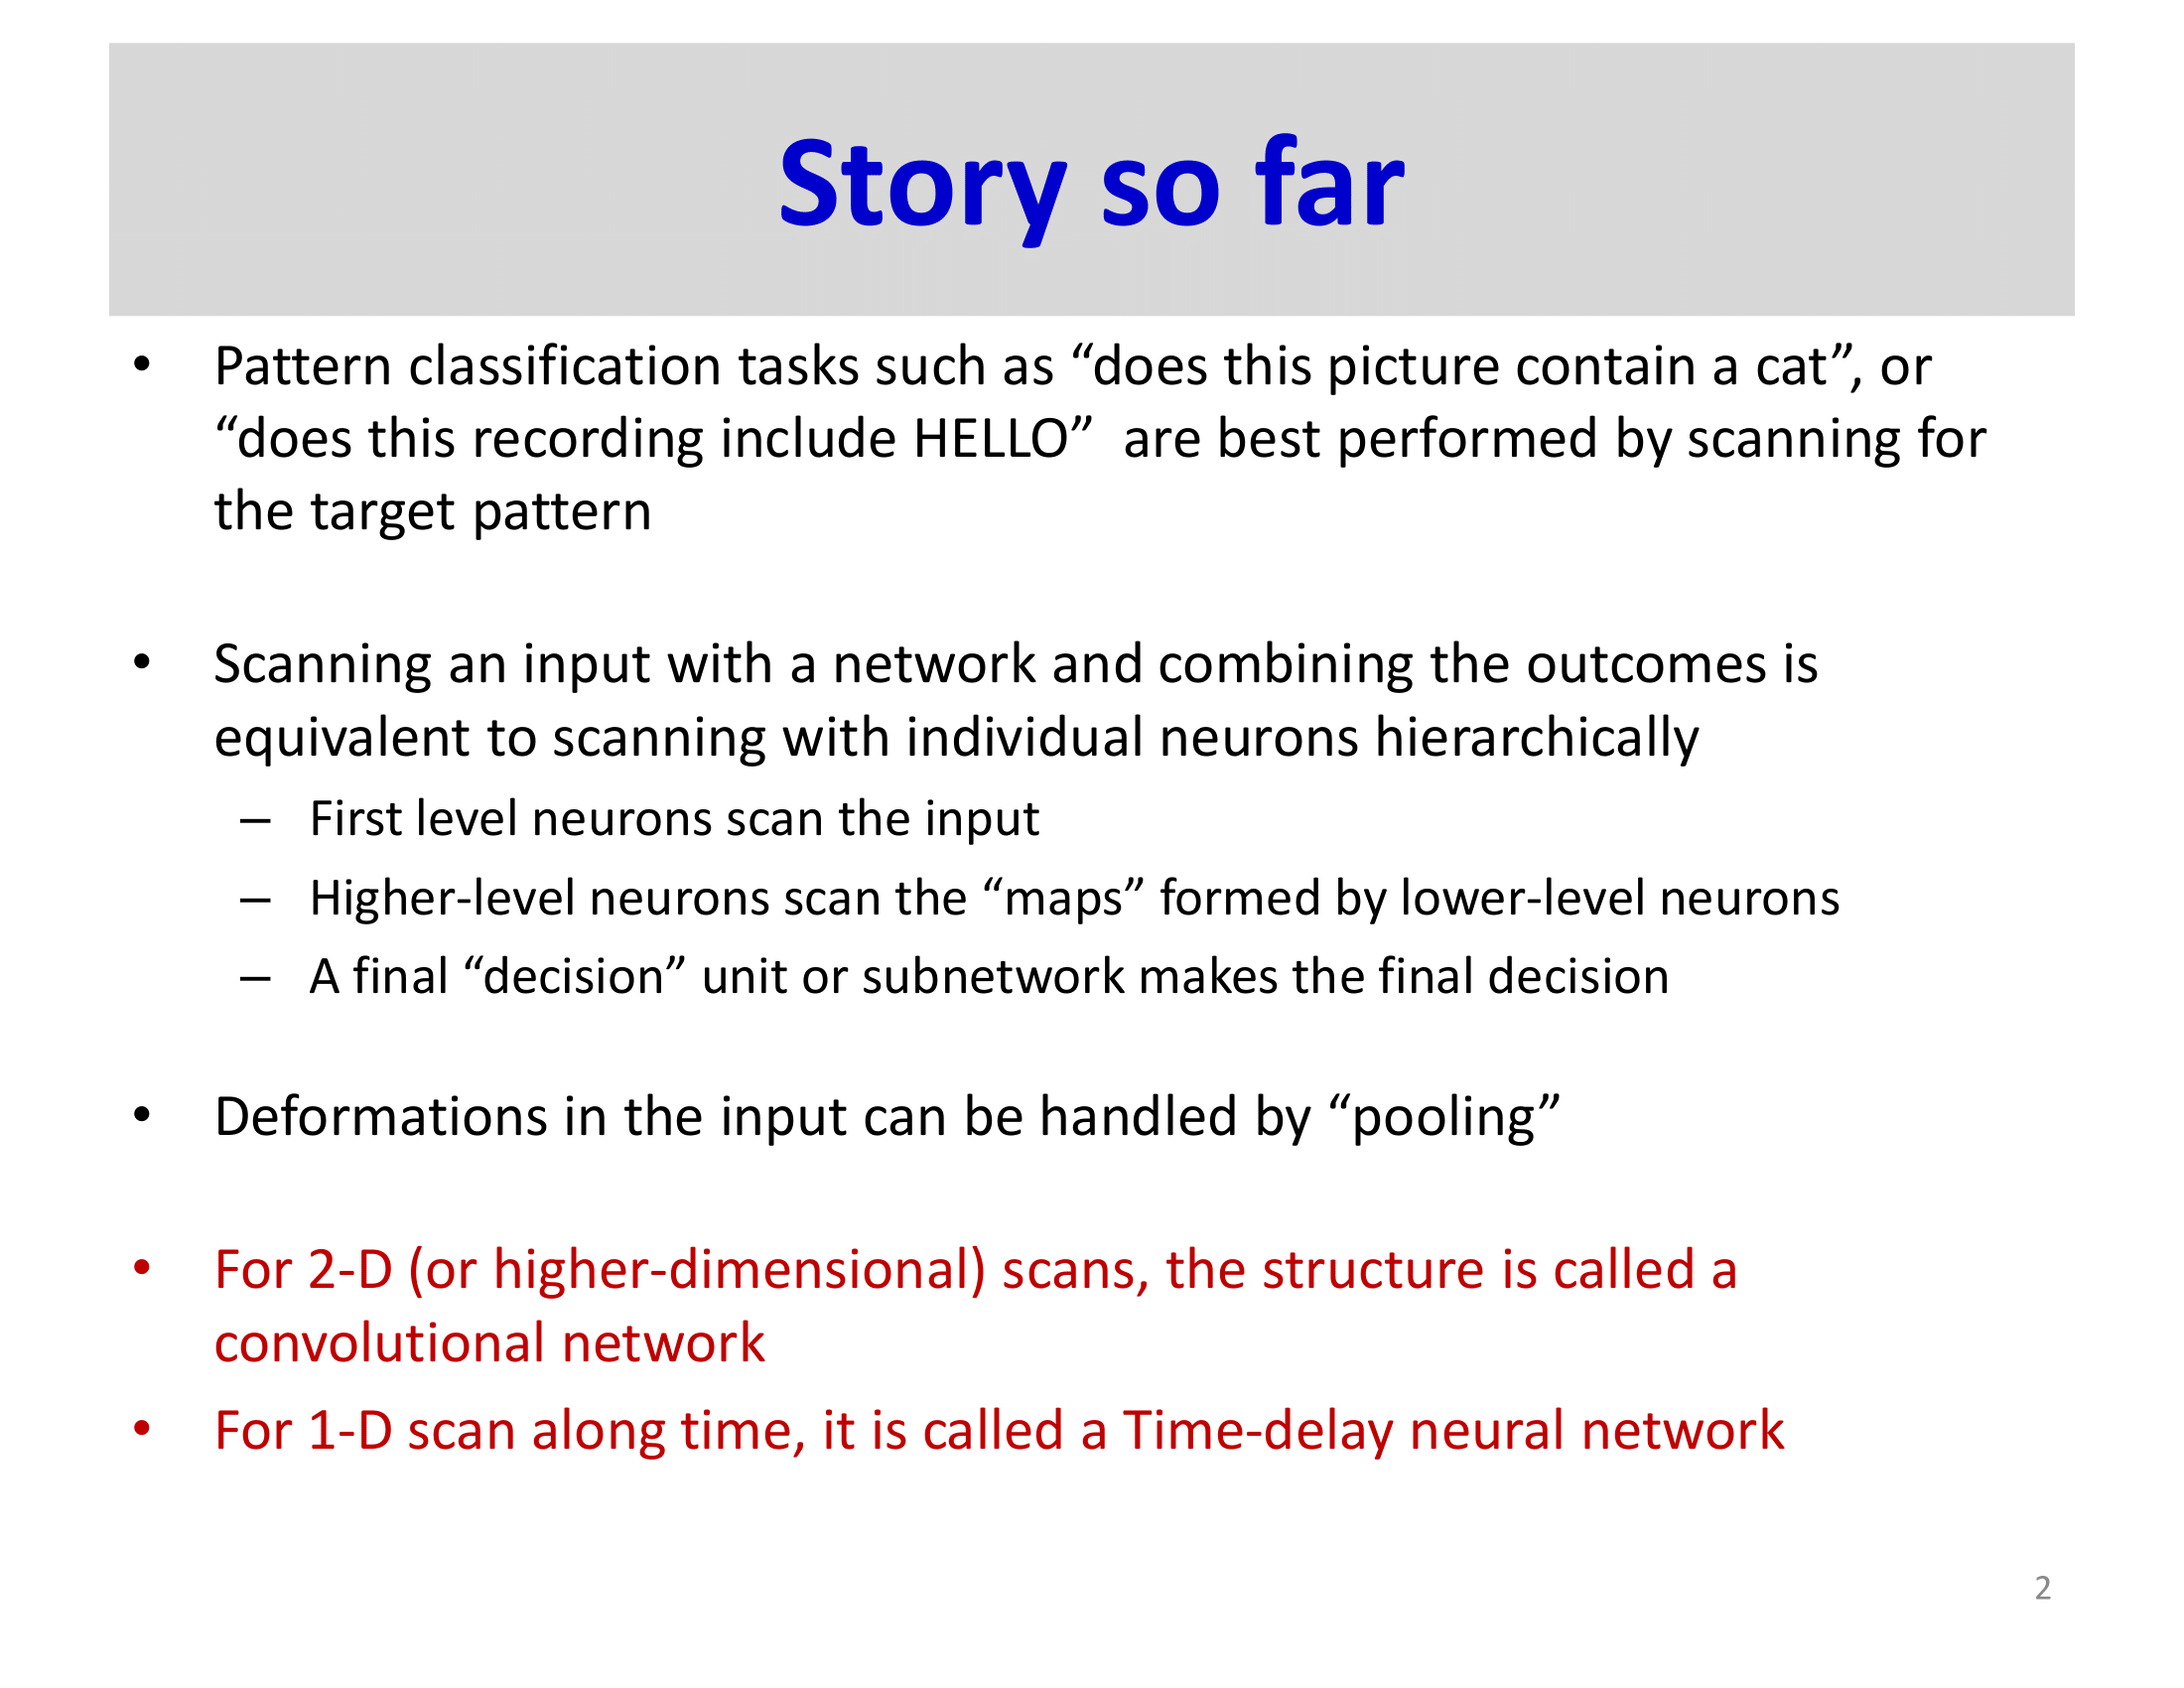 Story so far
• Pattern classification tasks such as “does this picture contain a cat”, or
“does this recording include HELLO”  are best performed by scanning for
the target pattern
• Scanning an input with a network and combining the outcomes is
equivalent to scanning with individual neurons hierarchically
– First level neurons scan the input
– Higher-level neurons scan the “maps” formed by lower-level neurons
– A final “decision” unit or subnetwork makes the final decision
• Deformations in the input can be handled by “pooling”
• For 2-D (or higher-dimensional) scans, the structure is called a
convolutional network
• For 1-D scan along time, it is called a Time-delay neural network
2